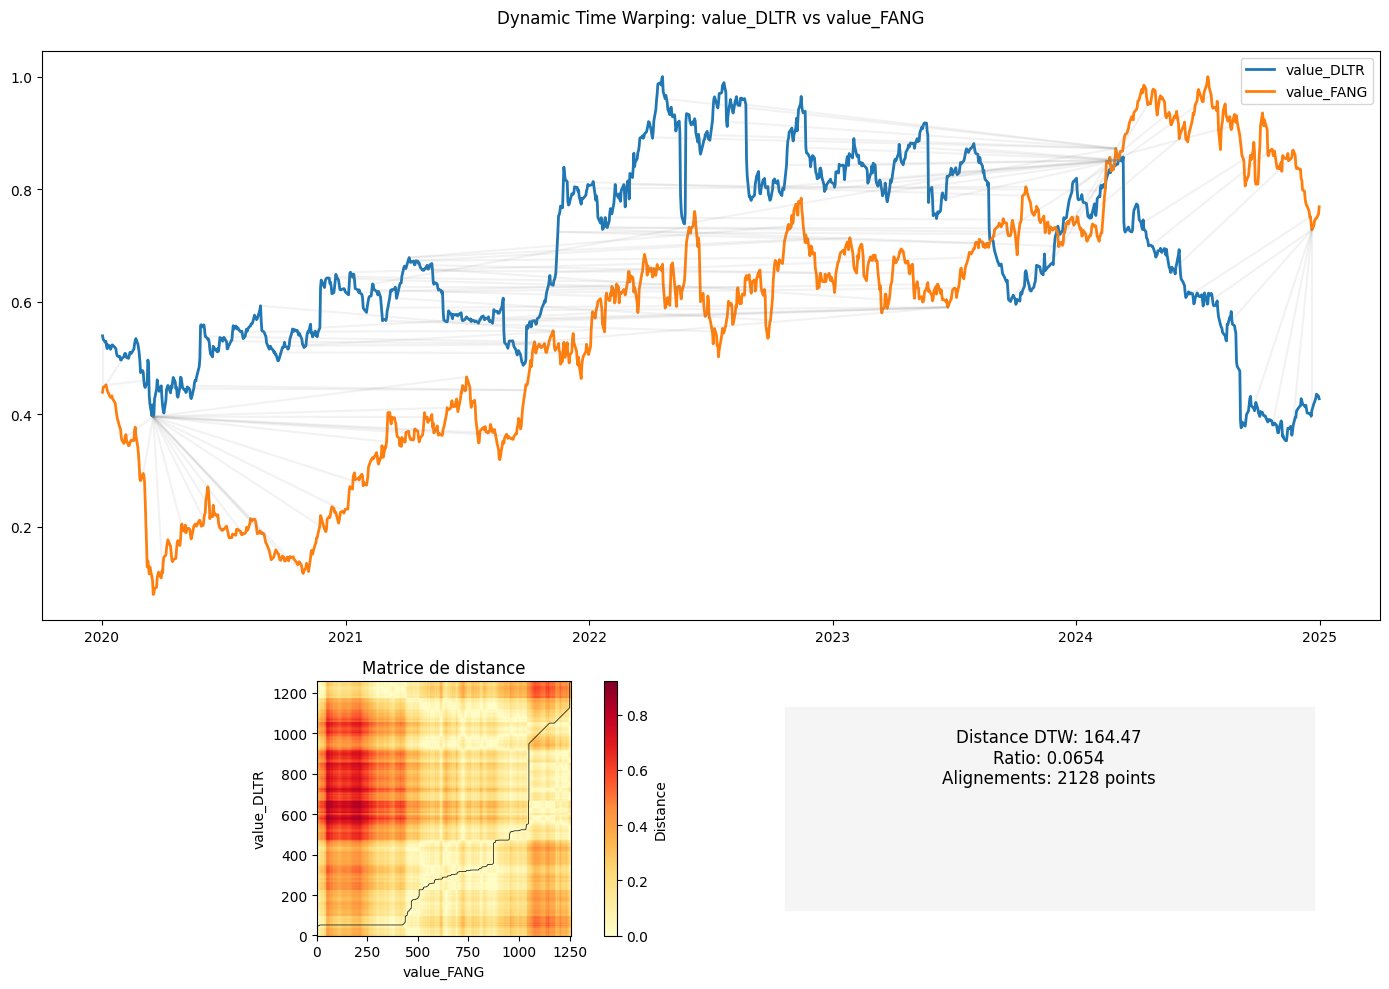 Dynamic Time Warping: value_DLTR vs value_FANG
value_DLTR
value_FANG
1.0
0.8
0.6
0.4
0.2
2020 2021 2022 2023 2024 2025
Matrice de distance
value_DLTR
1200
1000
800
600
400
200
0
0 250 500 750 1000 1250
value_FANG
0.8
0.6
0.4
0.2
0.0
Distance
Distance DTW: 164.47
Ratio: 0.0654
Alignements: 2128 points